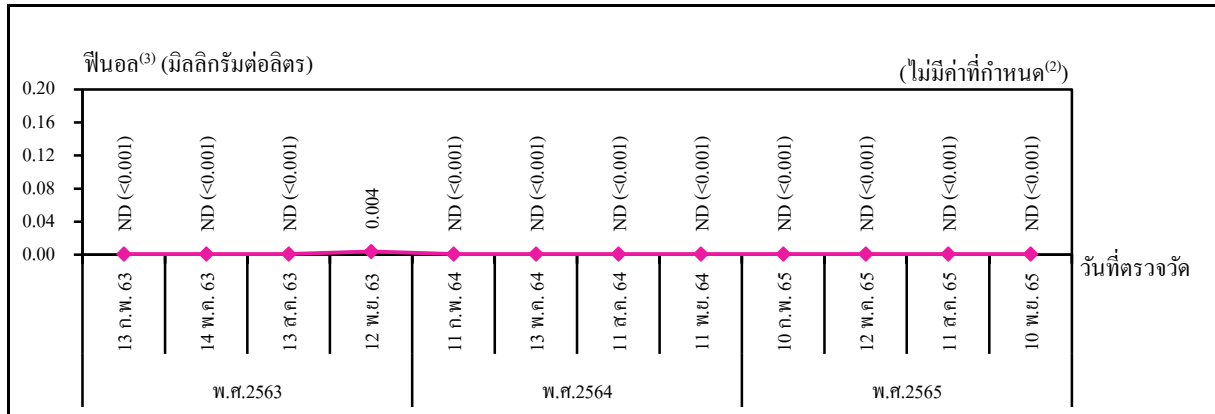 ฟีนอล(3) (มิลลิกรัมต่อลิตร)
(ไม่มีค่าที่กำหนด(2))
0.20
0.16
0.12
0.08
0.04
0.00
ND (<0.001)
ND (<0.001)
ND (<0.001)
0.004
ND (<0.001)
ND (<0.001)
ND (<0.001)
ND (<0.001)
ND (<0.001)
ND (<0.001)
ND (<0.001)
ND (<0.001)
วันที่ตรวจวัด
13 ก.พ. 63
14 พ.ค. 63
13 ส.ค. 63
12 พ.ย. 63
11 ก.พ. 64
13 พ.ค. 64
11 ส.ค. 64
11 พ.ย. 64
10 ก.พ. 65
12 พ.ค. 65
11 ส.ค. 65
10 พ.ย. 65
พ.ศ.2563
พ.ศ.2564
พ.ศ.2565